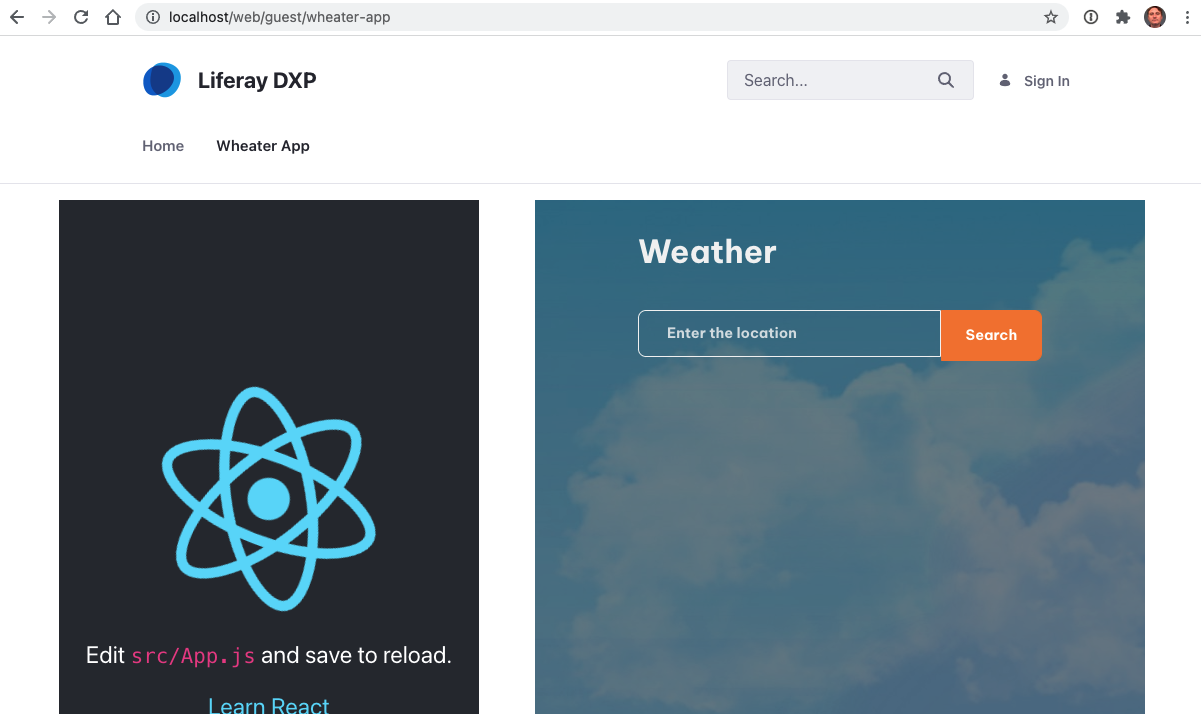 localhost/web/guest/wheater-app
Liferay DXP
Search...
Sign In
Home
Wheater App
Edit src/App.js and save to reload.
Learn React
Weather
Enter the location
Search